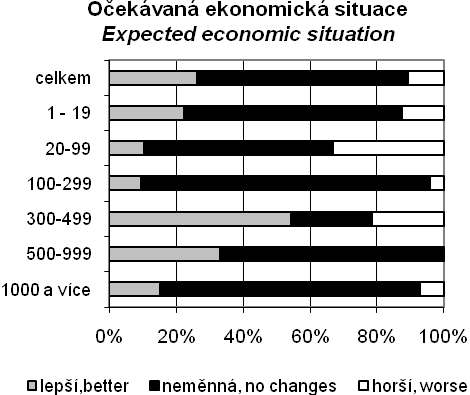 Očekávaná ekonomická situace
Expected economic situation
celkem
1 - 19
20-99
100-299
300-499
500-999
1000 a více
0% 20% 40% 60% 80% 100%
lepší,better neměnná, no changes horší, worse